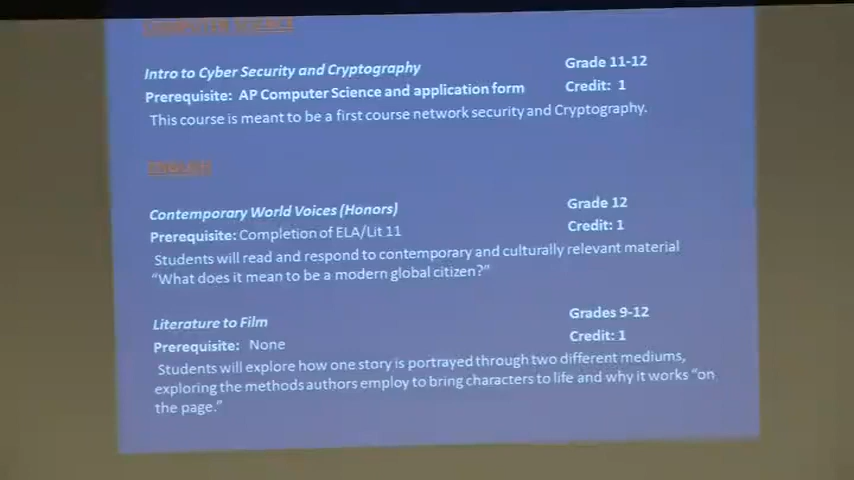 COMPUTER SCIENCE
Intro to Cyber Security and Cryptography Grade 11-12
Prerequisite: AP Computer Science and application form Credit: 1
This course is meant to be a first course network security and Cryptography.
ENGLISH
Contemporary World Voices (Honors) Grade 12
Prerequisite: Completion of ELA/Lit 11 Credit: 1
Students will read and respond to contemporary and culturally relevant material
“What does it mean to be a modern global citizen?”
Literature to Film Grades 9-12
Prerequisite: None Credit: 1
Students will explore how one story is portrayed through two different mediums,
exploring the methods authors employ to bring characters to life and why it works “on
the page.”